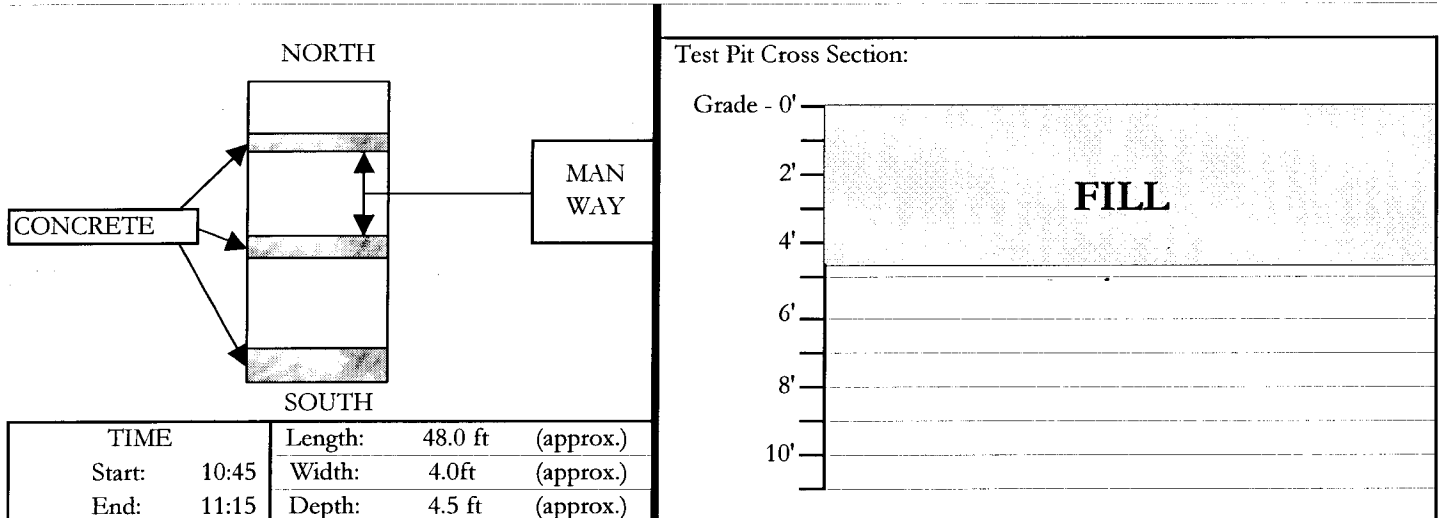 NORTH
CONCRETE
MAN
WAY
SOUTH
TIME
Start: 10:45
End: 11:15
Length: 48.0 ft (approx.)
Width: 4.0ft (approx.)
Depth: 4.5 ft (approx.)
Test Pit Cross Section:
Grade - 0'
2'
FILL
4'
6'
8'
10'